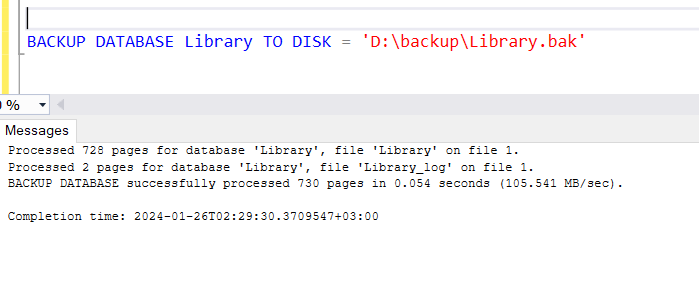 BACKUP DATABASE Library TO DISK = 'D:\backup\Library.bak'
%
Messages
Processed 728 pages for database 'Library', file 'Library' on file 1.
Processed 2 pages for database 'Library', file 'Library_log' on file 1.
BACKUP DATABASE successfully processed 730 pages in 0.054 seconds (105.541 MB/sec).
Completion time: 2024-01-26T02:29:30.3709547+03:00